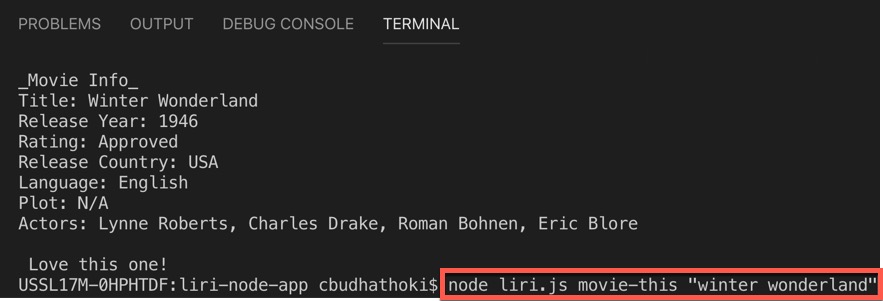 PROBLEMS OUTPUT DEBUG CONSOLE TERMINAL
_Movie Info_
Title: Winter Wonderland
Release Year: 1946
Rating: Approved
Release Country: USA
Language: English
Plot: N/A
Actors: Lynne Roberts, Charles Drake, Roman Bohnen, Eric Blore
Love this one!
USSL17M-0HPHTDF:liri-node-app cbudhathoki$ node liri.js movie-this "winter wonderland"